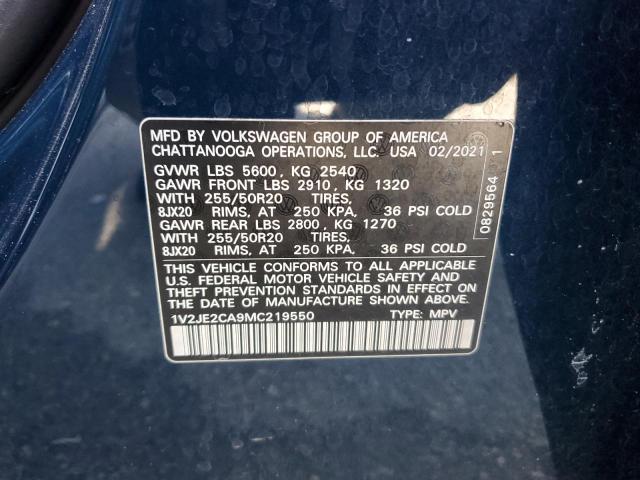 MFD BY VOLKSWAGEN GROUP OF AMERICA
CHATTANOOGA OPERATIONS, LLC. USA 02/2021
GVWR LBS 5600, KG 2540
GAWR FRONT LBS 2910, KG 1320
WITH 255/50R20 TIRES,
8JX20 RIMS, AT 250 KPA, 36 PSI COLD
GAWR REAR LBS 2800, KG 1270
WITH 255/50R20 TIRES,
8JX20 RIMS, AT 250 KPA, 36 PSI COLD
THIS VEHICLE CONFORMS TO ALL APPLICABLE
U.S. FEDERAL MOTOR VEHICLE SAFETY AND
THEFT PREVENTION STANDARDS IN EFFECT ON
THE DATE OF MANUFACTURE SHOWN ABOVE.
1V2JE2CA9MC219550 TYPE: MPV
0829564 1